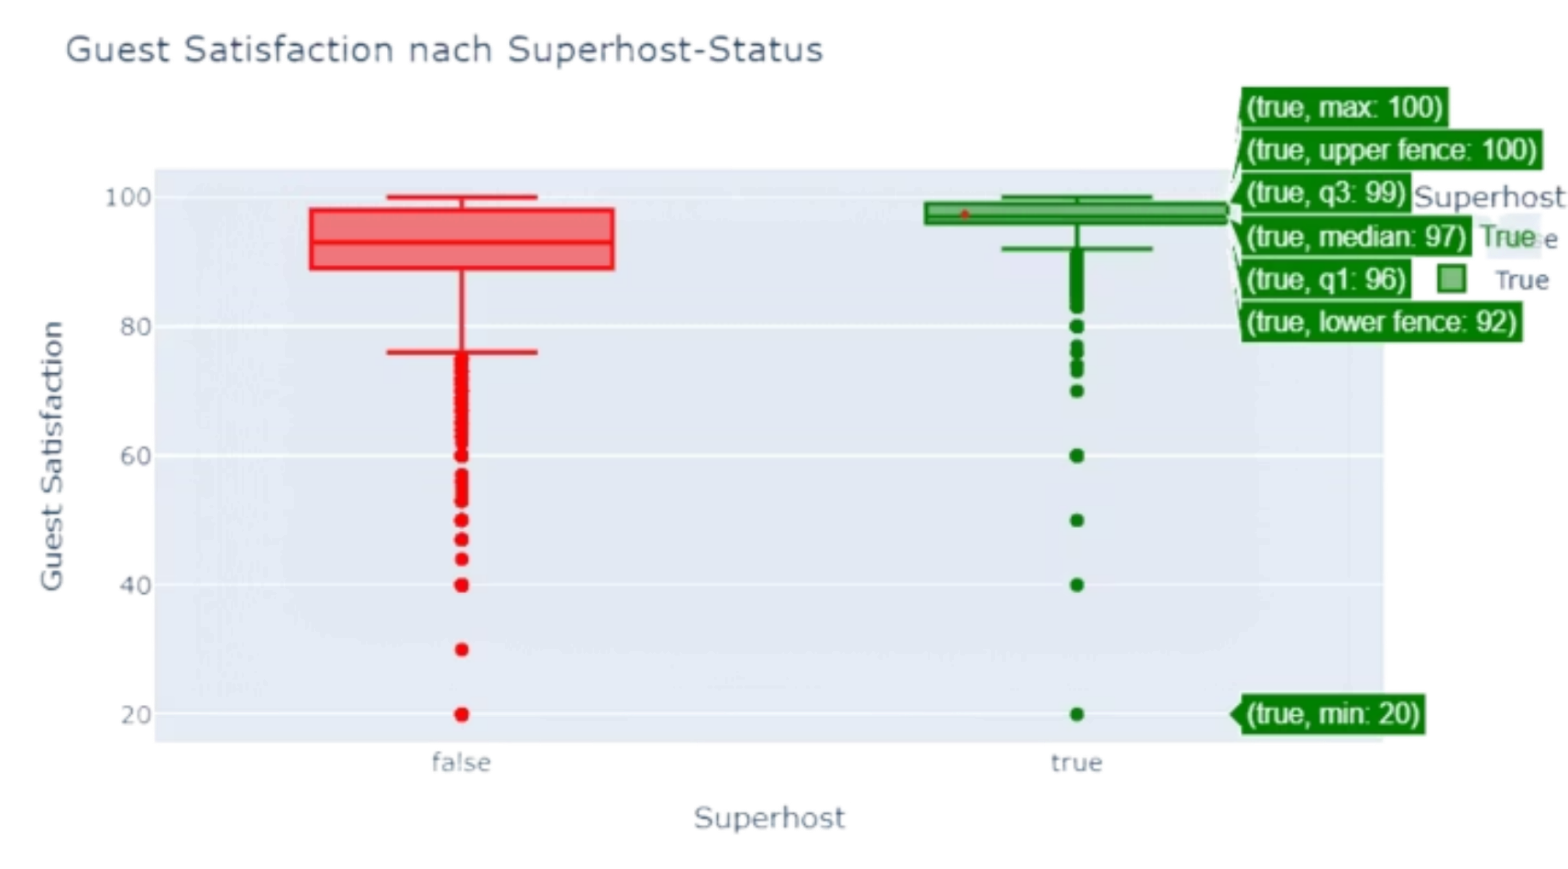 Guest Satisfaction nach Superhost-Status
(true, max: 100)
(true, upper fence: 100)
(true, q3: 99)
Superhost
(true, median: 97)
True
(true, q1: 96)
True
(true, lower fence: 92)
(true, min: 20)
100
80
60
40
20
Guest Satisfaction
false
true
Superhost